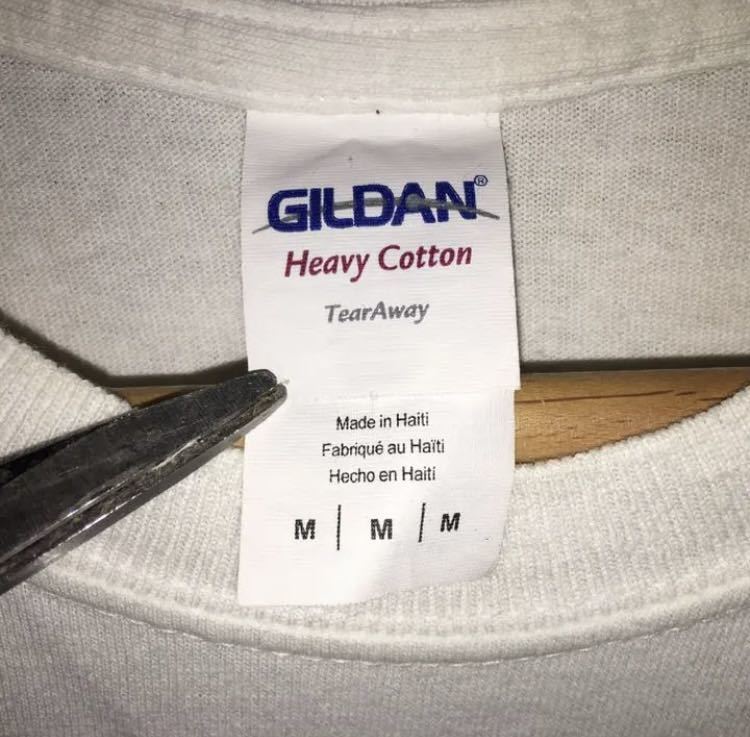 GILDAN®
Heavy Cotton
TearAway
Made in Haiti
Fabriqué au Haïti
Hecho en Haiti
M | M | M